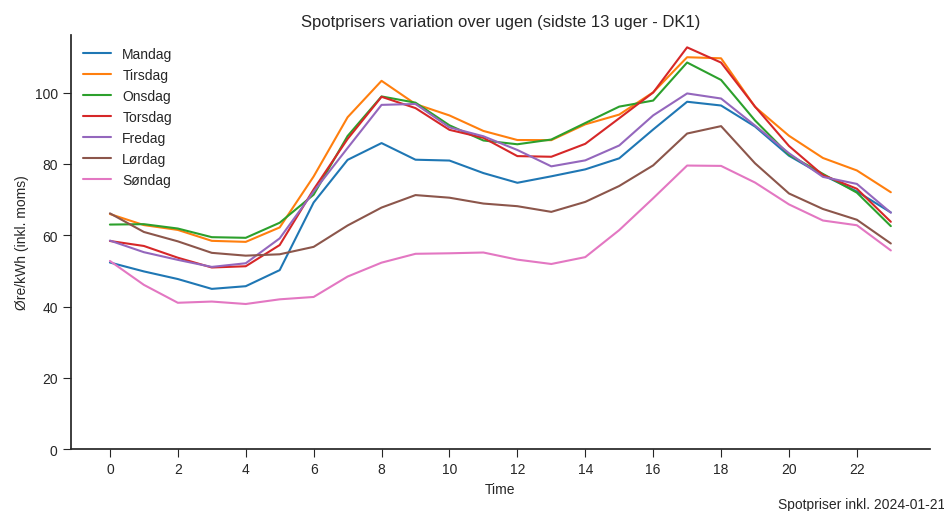 Spotprisers variation over ugen (sidste 13 uger - DK1)
Mandag
Tirsdag
Onsdag
Torsdag
Fredag
Lørdag
Søndag
Øre/kWh (inkl. moms)
100
80
60
40
20
0
0 2 4 6 8 10 12 14 16 18 20 22
Time
Spotpriser inkl. 2024-01-21